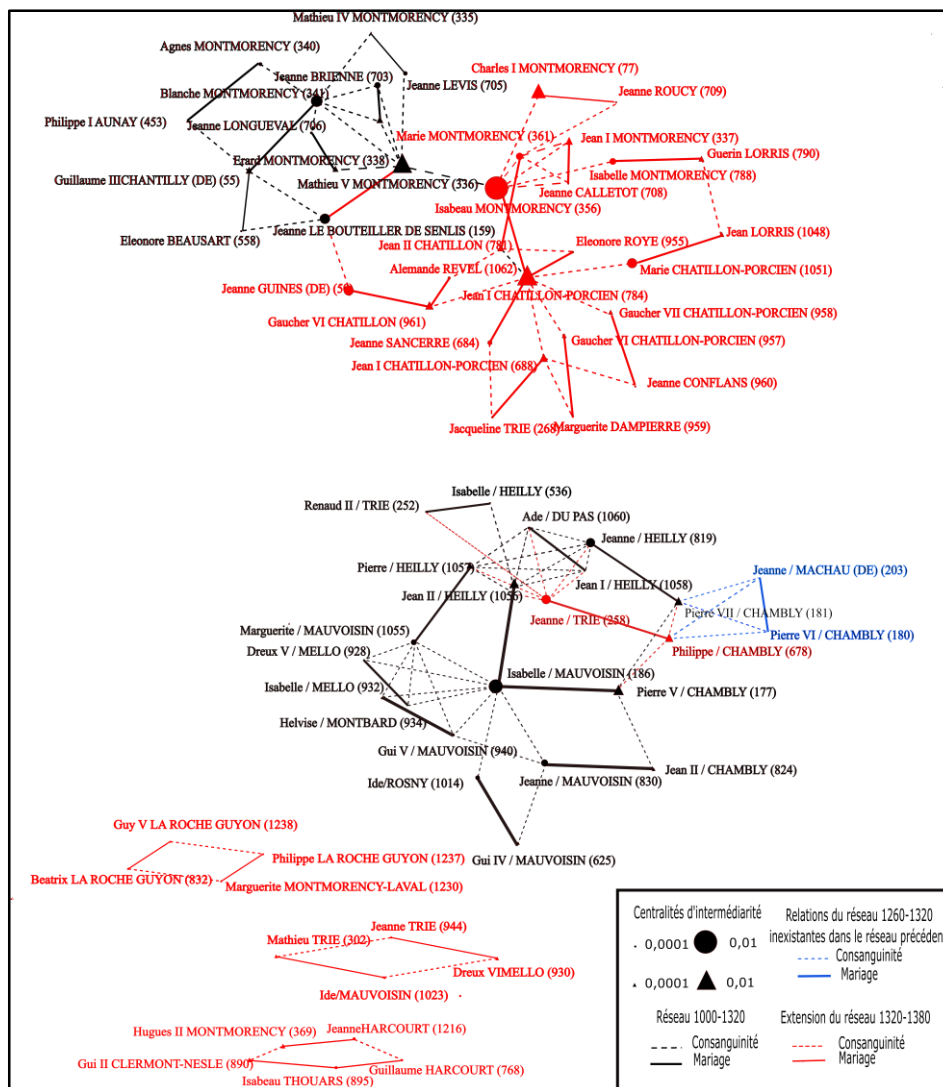 Mathieu IV MONTMORENCY (335)
Agnes MONTMORENCY (340)
Charles I MONTMORENCY (77)
Jeanne BRIENNE (703)
Jeanne LEVIS (705)
Jeanne ROUCY (709)
Blanche MONTMORENCY (341)
Philippe I AUNAY (453)
Jeanne LONGUEVAL (706)
Marie MONTMORENCY (361)
Jean I MONTMORENCY (337)
Erard MONTMORENCY (338)
Guerin LORRIS (790)
Guillaume IIICHANTILLY (DE) (55)
Mathieu V MONTMORENCY (336)
Isabelle MONTMORENCY (788)
Jeanne CALLETOT (708)
Isabeau MONTMORENCY (356)
Eleonore BEAUSART (558)
Jeanne LE BOUTEILLER DE SENLIS (159)
Jean LORRIS (1048)
Jean II CHATILLON (781)
Eleonore ROYE (955)
Alemande REVEL (1062)
Marie CHATILLON-PORCIEN (1051)
Jeanne GUINES (DE) (5
Jean I CHATILLON-PORCIEN (784)
Gaucher VII CHATILLON-PORCIEN (958)
Gaucher VI CHATILLON (961)
Jeanne SANCERRE (684)
Gaucher VI CHATILLON-PORCIEN (957)
Jean I CHATILLON-PORCIEN (688)
Jeanne CONFLANS (960)
Jacqueline TRIE (268)
Marguerite DAMPIERRE (959)
Isabelle / HEILLY (536)
Renaud II / TRIE (252)
Ade / DU PAS (1060)
Jeanne / HEILLY (819)
Pierre / HEILLY (1057)
Jeanne / MACHAU (DE) (203)
Jean I / HEILLY (1058)
Jean II / HEILLY (1056)
Pierre VII / CHAMBLY (181)
Jeanne / TRIE (258)
Pierre VI / CHAMBLY (180)
Marguerite / MAUVOISIN (1055)
Philippe / CHAMBLY (678)
Dreux V / MELLO (928)
Isabelle / MAUVOISIN (186)
Isabelle / MELLO (932)
Pierre V / CHAMBLY (177)
Helvise / MONTBARD (934)
Gui V / MAUVOISIN (940)
Jean II / CHAMBLY (824)
Ide/ROSNY (1014)
Jeanne / MAUVOISIN (830)
Guy V LA ROCHE GUYON (1238)
Philippe LA ROCHE GUYON (1237)
Gui IV / MAUVOISIN (625)
Beatrix LA ROCHE GUYON (832)
Marguerite MONTMORENCY-LAVAL (1230)
Jeanne TRIE (944)
Mathieu TRIE (302)
Dreux VIMELLO (930)
Ide/MAUVOISIN (1023)
JeanneHARCOURT (1216)
Hugues II MONTMORENCY (369)
Gui II CLERMONT-NESLE (890)
Guillaume HARCOURT (768)
Isabeau THOUARS (895)
Centralités d'intermédiarité
0,0001 0,01
0,0001 0,01
Relations du réseau 1260-1320
inexistantes dans le réseau précéden
Consanguinité
Mariage
Réseau 1000-1320
Consanguinité
Mariage
Extension du réseau 1320-1380
Consanguinité
Mariage